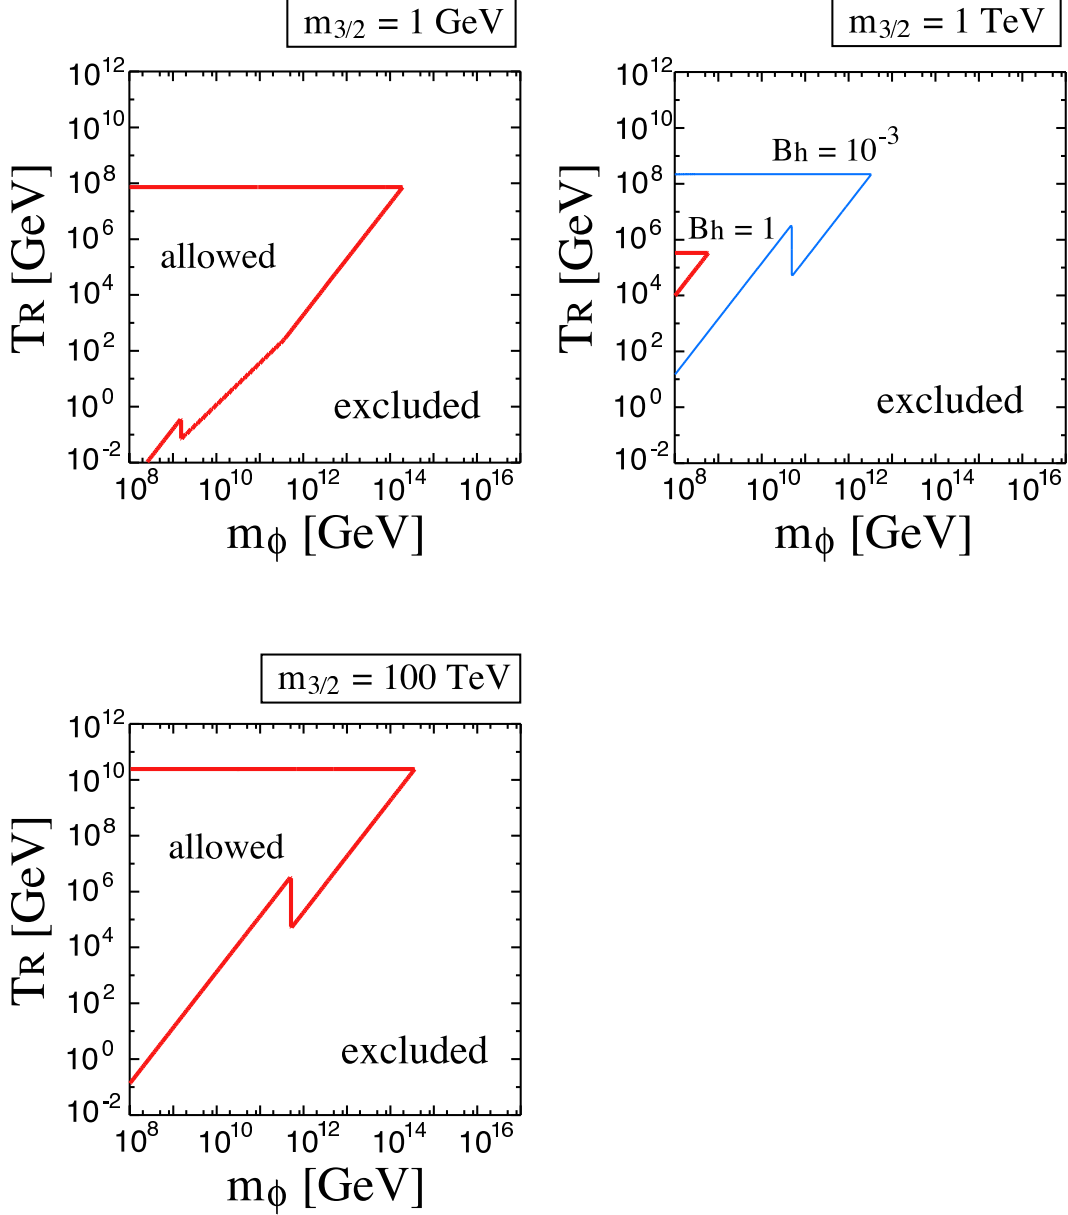 m3/2 = 1 GeV
10^12
10^10
10^8
10^6
10^4
10^2
10^0
10^-2
TR [GeV]
allowed
excluded
10^8 10^10 10^12 10^14 10^16
mϕ [GeV]
m3/2 = 1 TeV
10^12
10^10
10^8
10^6
10^4
10^2
10^0
10^-2
TR [GeV]
Bh = 10^-3
Bh = 1
excluded
10^8 10^10 10^12 10^14 10^16
mϕ [GeV]
m3/2 = 100 TeV
10^12
10^10
10^8
10^6
10^4
10^2
10^0
10^-2
TR [GeV]
allowed
excluded
10^8 10^10 10^12 10^14 10^16
mϕ [GeV]